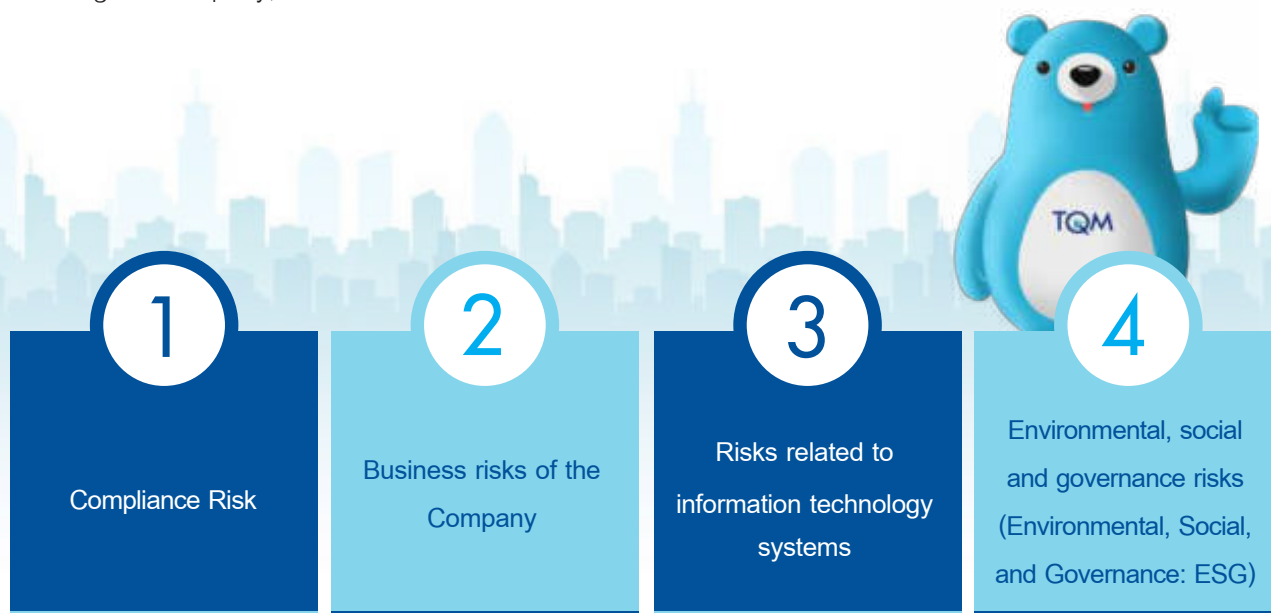 TQM
1
Compliance Risk
2
Business risks of the
Company
3
Risks related to
information technology
systems
4
Environmental, social
and governance risks
(Environmental, Social,
and Governance: ESG)